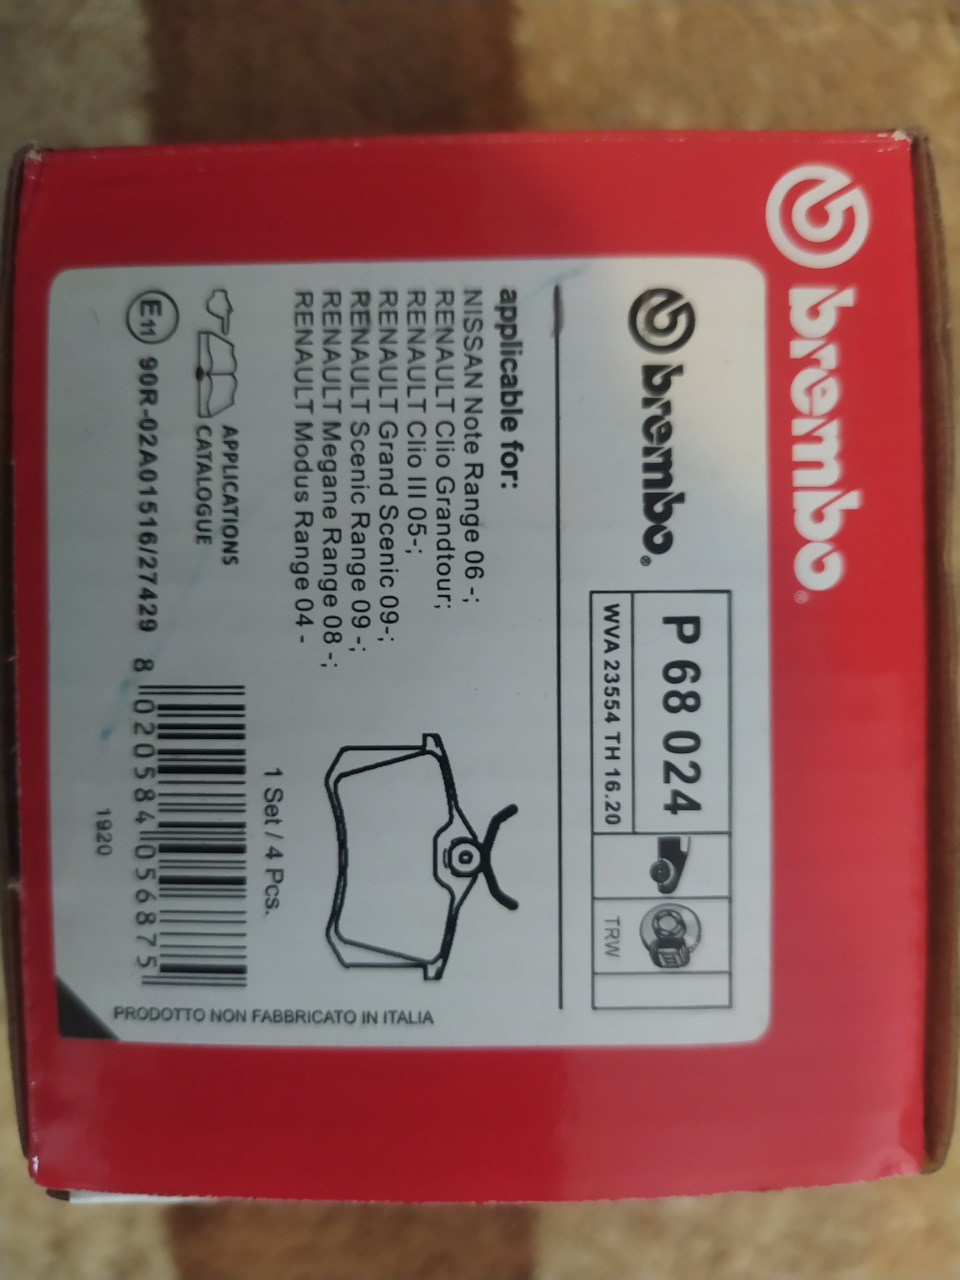 brembo®
brembo®
P 68 024
WVA 23554 TH 16.20
TRW
applicable for:
NISSAN Note Range 06 -;
RENAULT Clio Grandtour;
RENAULT Clio III 05-;
RENAULT Grand Scenic 09-;
RENAULT Scenic Range 09 -;
RENAULT Megane Range 08 -;
RENAULT Modus Range 04 -
1 Set / 4 Pcs.
APPLICATIONS
CATALOGUE
E11 90R-02A01516/27429
8 020584 056875
1920
PRODOTTO NON FABBRICATO IN ITALIA